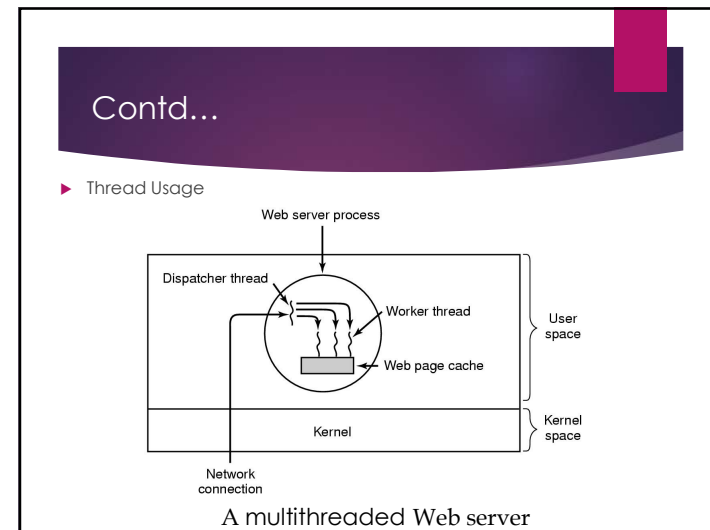 Contd...
Thread Usage
Web server process
Dispatcher thread
Worker thread
User
space
Web page cache
Kernel
Kernel
space
Network
connection
A multithreaded Web server